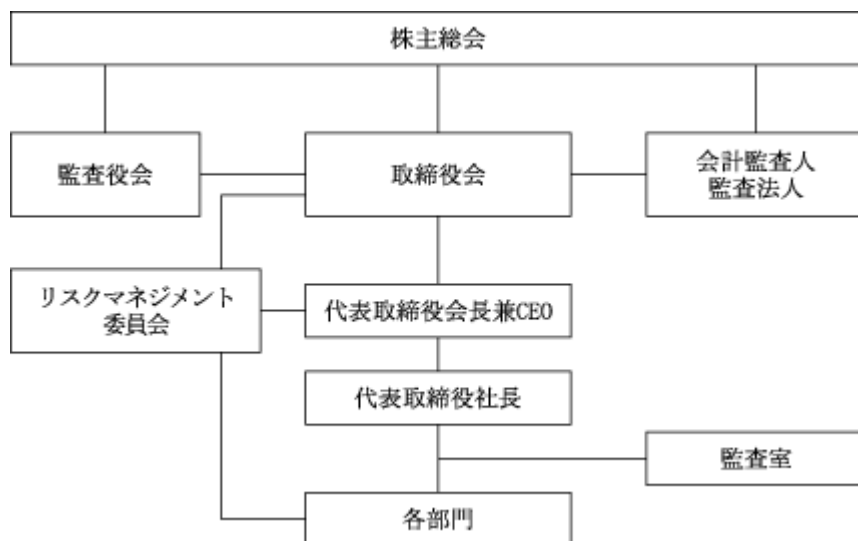 株主総会
監査役会
取締役会
会計監査人
監査法人
リスクマネジメント
委員会
代表取締役会長兼CEO
代表取締役社長
監査室
各部門